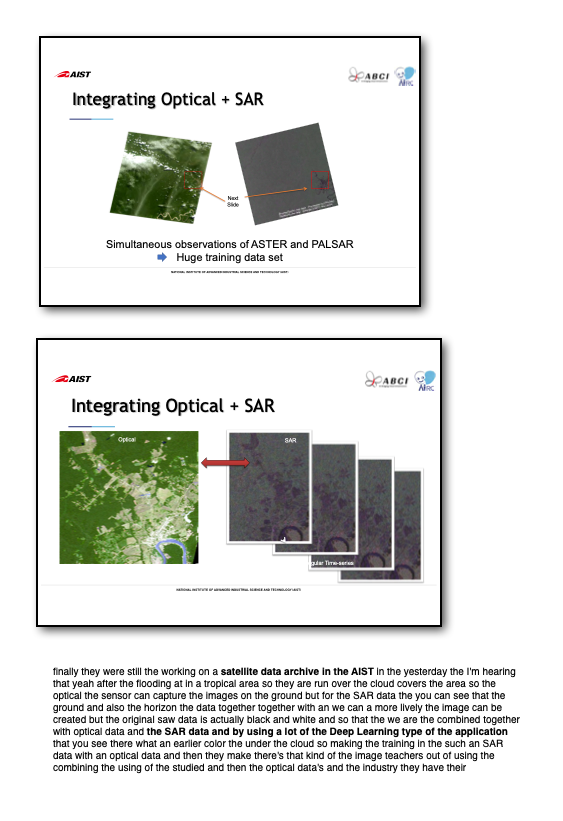 AIST
ABCI
AIRC
Integrating Optical + SAR
Next
Slide
Simultaneous observations of ASTER and PALSAR
Huge training data set
NATIONAL INSTITUTE OF ADVANCED INDUSTRIAL SCIENCE AND TECHNOLOGY (AIST)
AIST
ABCI
AIRC
Integrating Optical + SAR
Optical
SAR
gular Time-series
NATIONAL INSTITUTE OF ADVANCED INDUSTRIAL SCIENCE AND TECHNOLOGY (AIST)
finally they were still the working on a satellite data archive in the AIST in the yesterday the I'm hearing
that yeah after the flooding at in a tropical area so they are run over the cloud covers the area so the
optical the sensor can capture the images on the ground but for the SAR data the you can see that the
ground and also the horizon the data together together with an we can a more lively the image can be
created but the original saw data is actually black and white and so that the we are the combined together
with optical data and the SAR data and by using a lot of the Deep Learning type of the application
that you see there what an earlier color the under the cloud so making the training in the such an SAR
data with an optical data and then they make there's that kind of the image teachers out of using the
combining the using of the studied and then the optical data's and the industry they have their